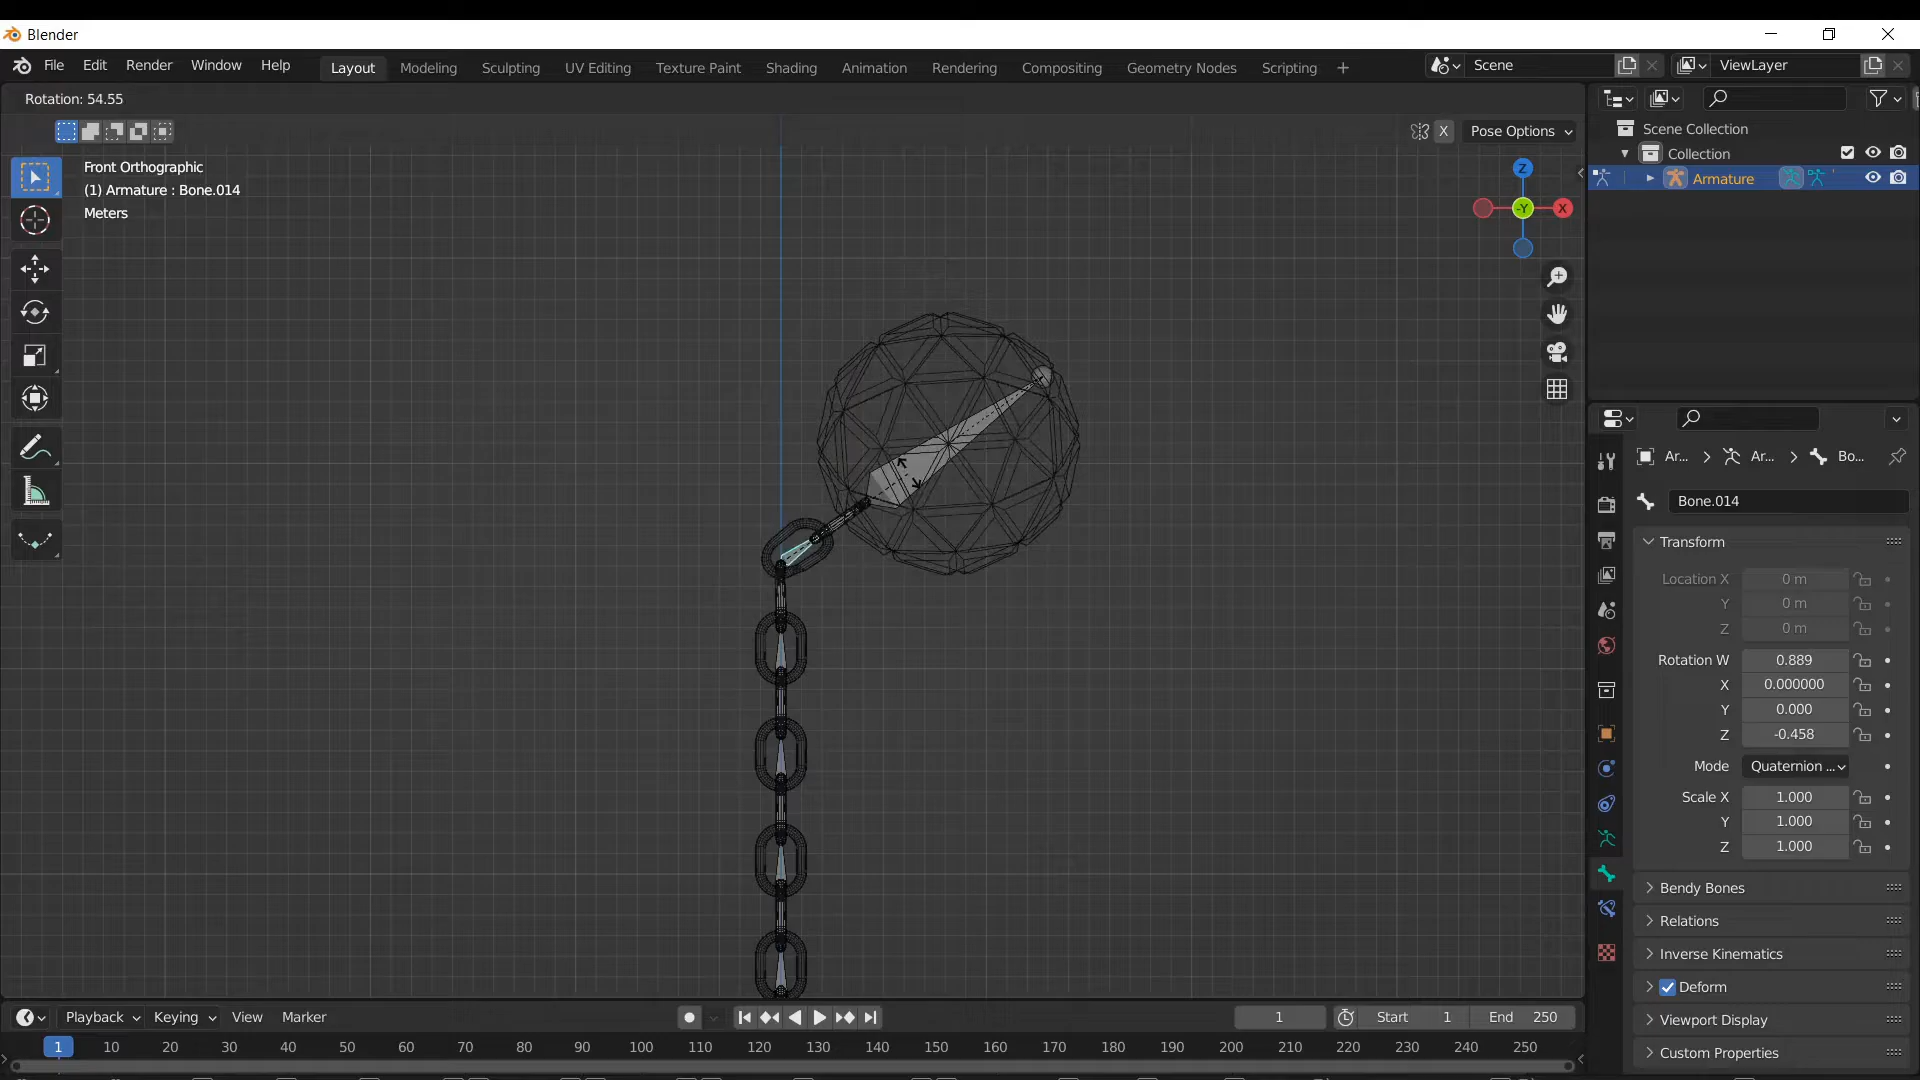 Blender
File Edit Render Window Help Layout Modeling Sculpting UV Editing Texture Paint Shading Animation Rendering Compositing Geometry Nodes Scripting + Scene ViewLayer
Rotation: 54.55
X Pose Options
Front Orthographic
(1) Armature : Bone.014
Meters
Z
-Y X
Scene Collection
Collection
Armature
Ar... Ar... Bo...
Bone.014
Transform
Location X 0 m
Y 0 m
Z 0 m
Rotation W 0.889
X 0.000000
Y 0.000
Z -0.458
Mode Quaternion ...
Scale X 1.000
Y 1.000
Z 1.000
Bendy Bones
Relations
Inverse Kinematics
Deform
Viewport Display
Custom Properties
Playback Keying View Marker 1 Start 1 End 250
1 10 20 30 40 50 60 70 80 90 100 110 120 130 140 150 160 170 180 190 200 210 220 230 240 250